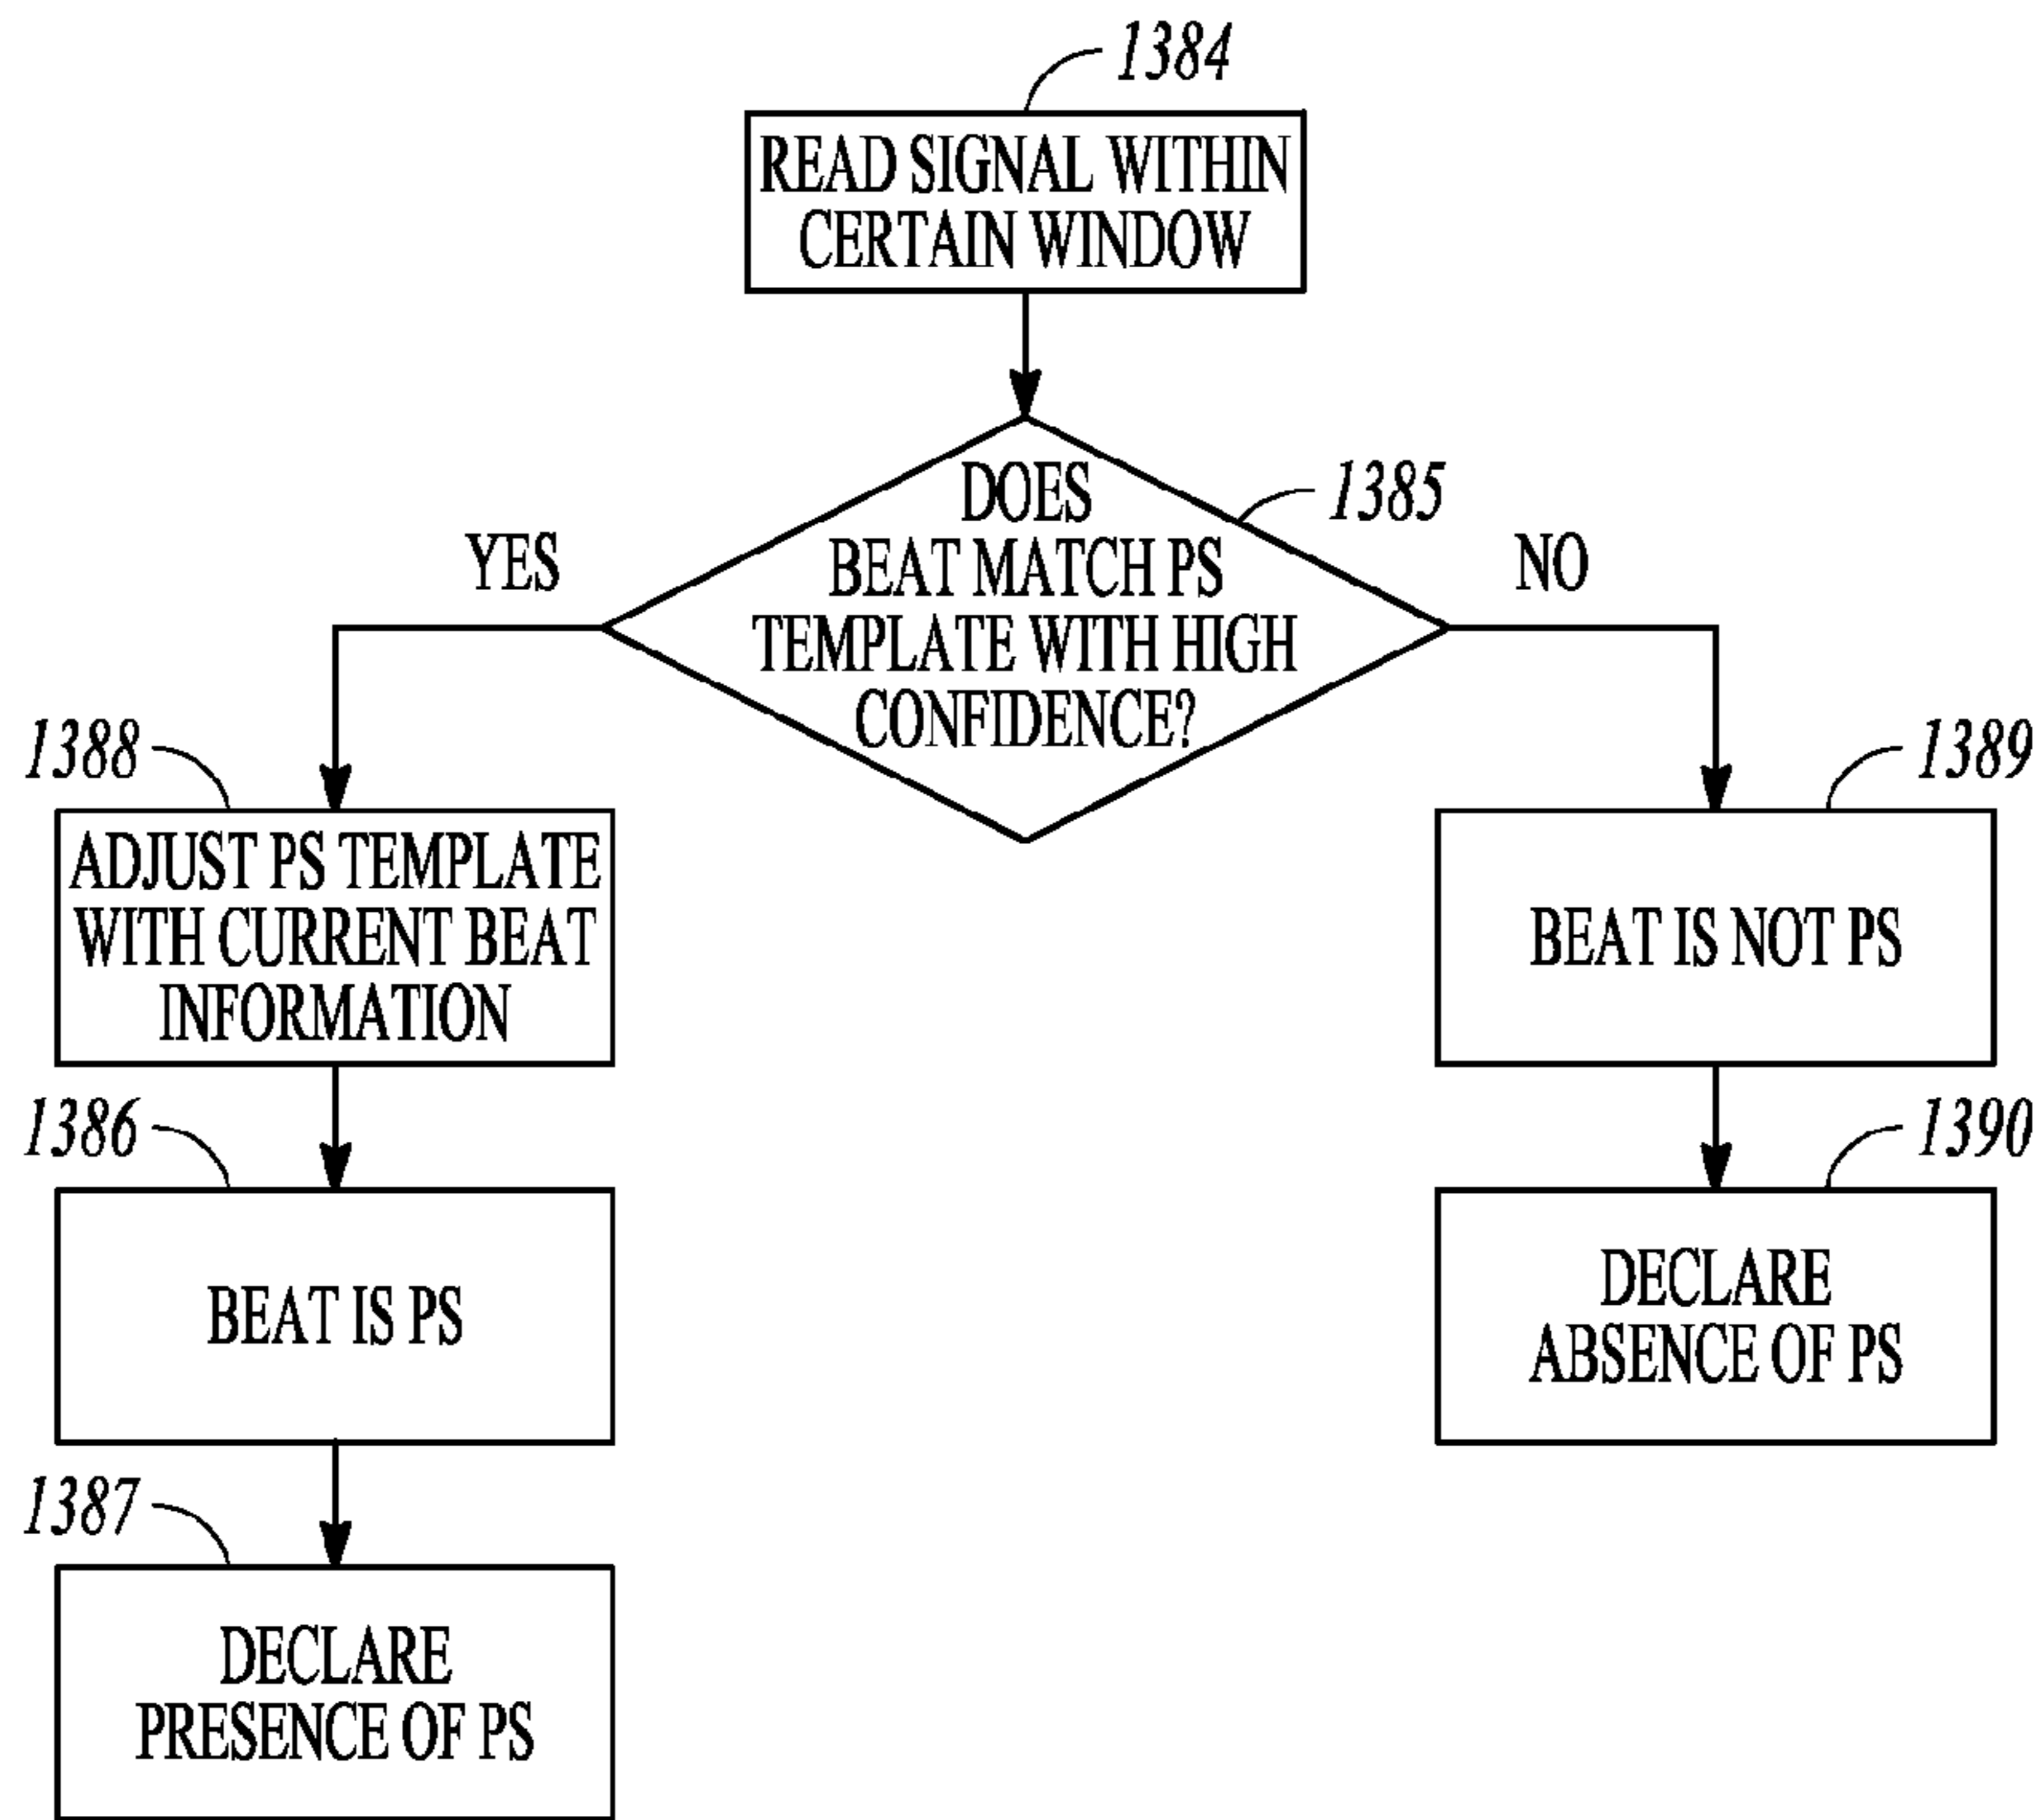 1384
READ SIGNAL WITHIN
CERTAIN WINDOW
1385
DOES
BEAT MATCH PS
TEMPLATE WITH HIGH
CONFIDENCE?
YES
NO
1388
ADJUST PS TEMPLATE
WITH CURRENT BEAT
INFORMATION
1389
BEAT IS NOT PS
1386
BEAT IS PS
1390
DECLARE
ABSENCE OF PS
1387
DECLARE
PRESENCE OF PS